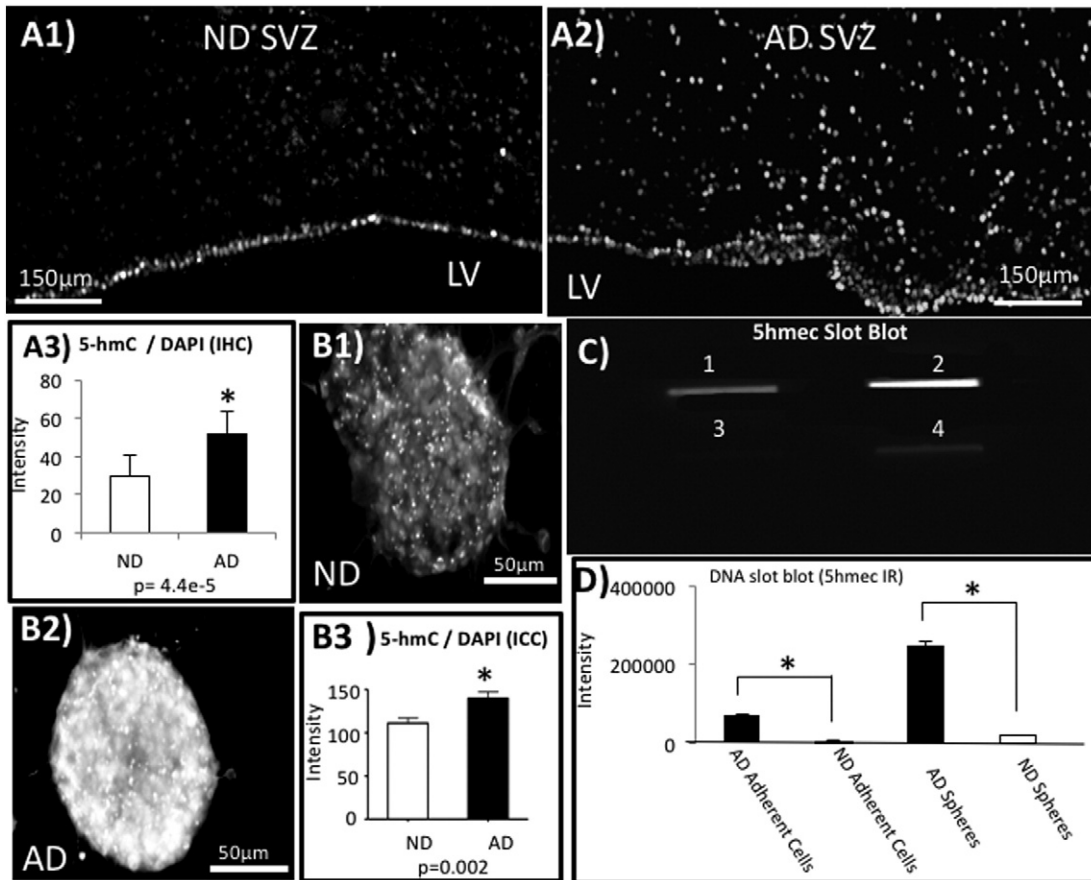 A1)
ND SVZ
150µm
LV
A2)
AD SVZ
LV
150µm
A3)
5-hmC / DAPI (IHC)
Intensity
80
60
40
20
0
*
ND
AD
p= 4.4e-5
B1)
ND
50µm
C)
5hmec Slot Blot
1
2
3
4
B2)
AD
50µm
B3 )
5-hmC / DAPI (ICC)
Intensity
150
100
50
0
*
ND
AD
p=0.002
D)
DNA slot blot (5hmec IR)
Intensity
400000
200000
0
*
*
AD Adherent Cells
ND Adherent Cells
AD Spheres
ND Spheres